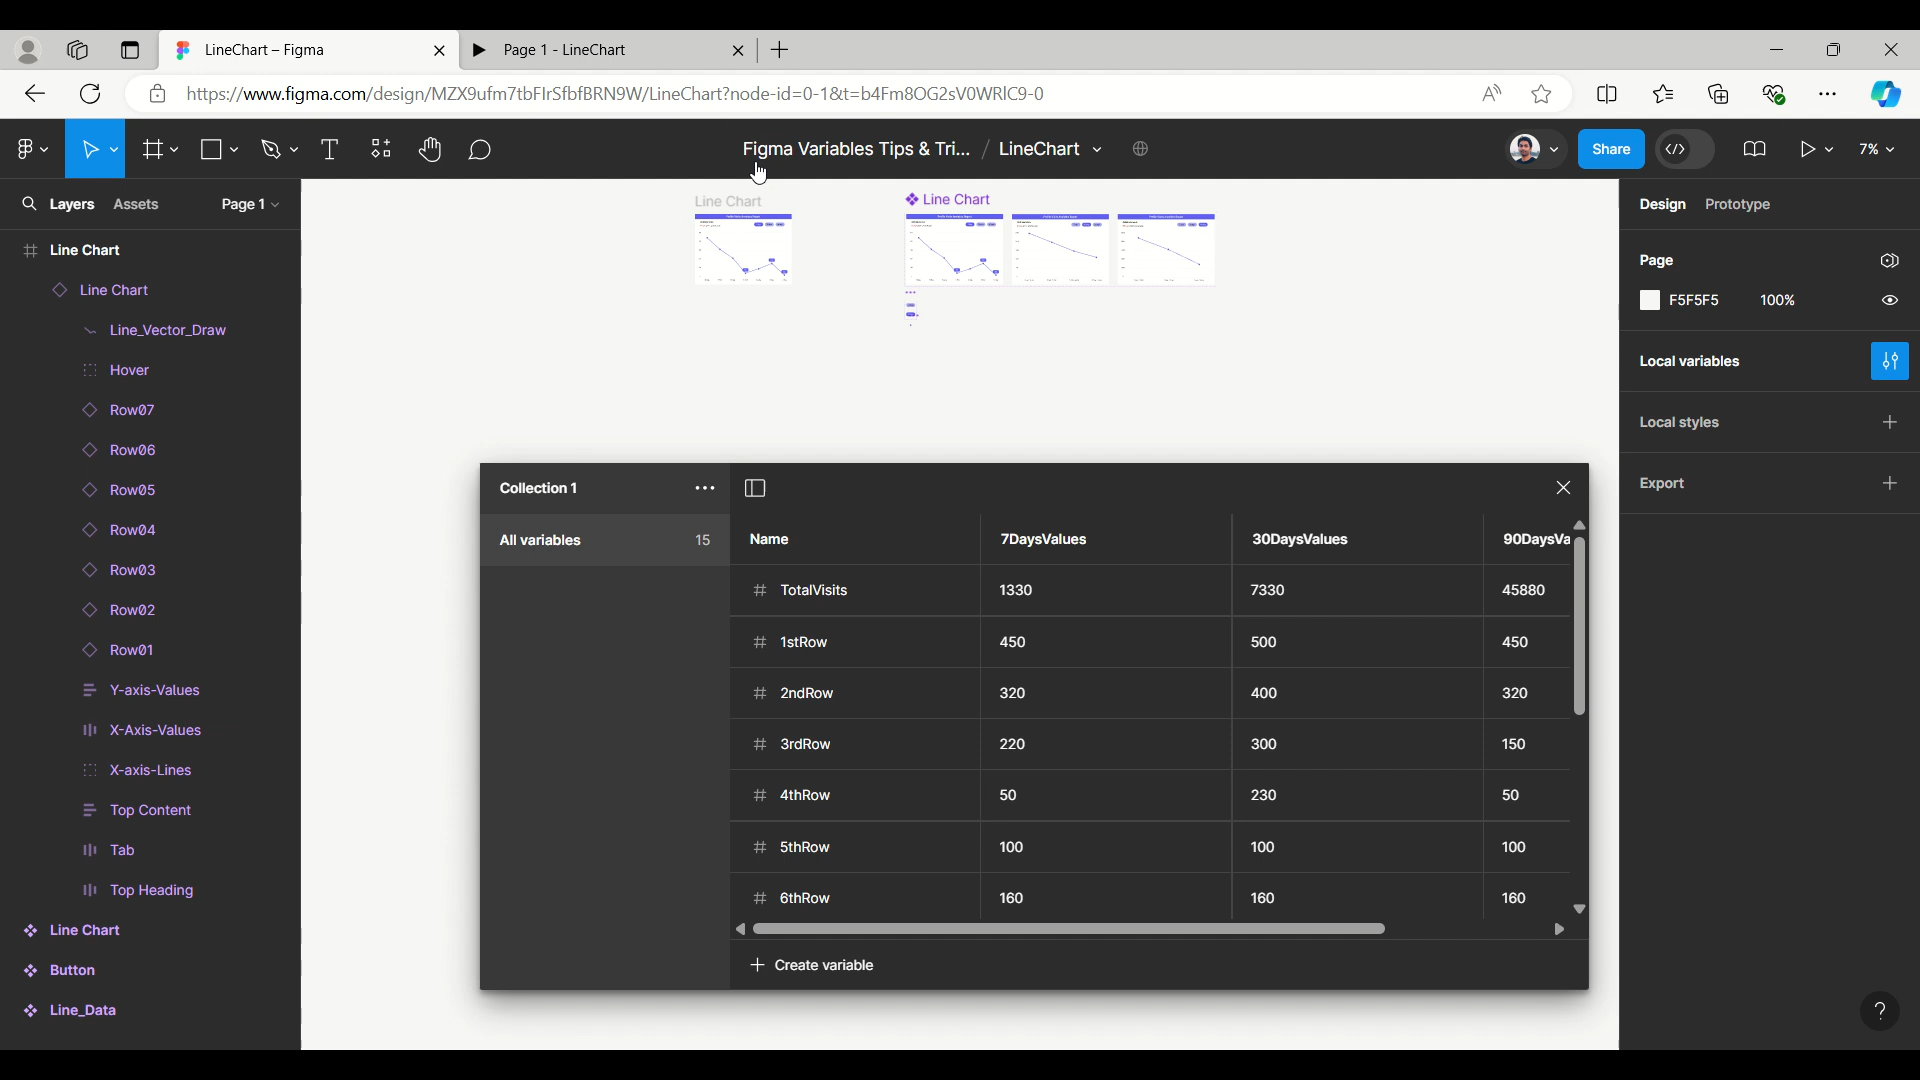 LineChart – Figma
Page 1 - LineChart
https://www.figma.com/design/MZX9ufm7tbFIrSfbfBRN9W/LineChart?node-id=0-1&t=b4Fm8OG2sV0WRlC9-0
Figma Variables Tips & Tri... / LineChart
Share
7%
Layers Assets Page 1
Line Chart
Line Chart
Line_Vector_Draw
Hover
Row07
Row06
Row05
Row04
Row03
Row02
Row01
Y-axis-Values
X-Axis-Values
X-axis-Lines
Top Content
Tab
Top Heading
Line Chart
Button
Line_Data
Line Chart
Line Chart
Collection 1
All variables 15
Name 7DaysValues 30DaysValues 90DaysVa
TotalVisits 1330 7330 45880
1stRow 450 500 450
2ndRow 320 400 320
3rdRow 220 300 150
4thRow 50 230 50
5thRow 100 100 100
6thRow 160 160 160
Create variable
Design Prototype
Page
F5F5F5 100%
Local variables
Local styles
Export
?